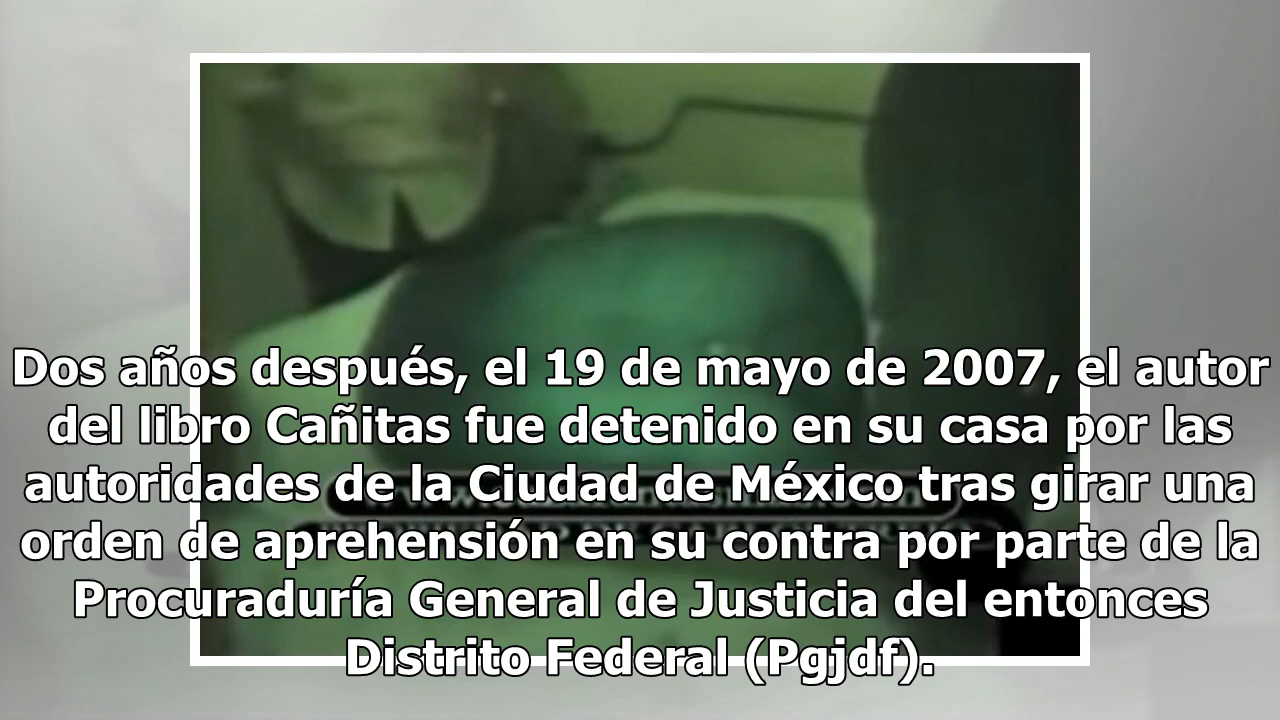 Dos años después, el 19 de mayo de 2007, el autor
del libro Cañitas fue detenido en su casa por las
autoridades de la Ciudad de México tras girar una
orden de aprehensión en su contra por parte de la
Procuraduría General de Justicia del entonces
Distrito Federal (Pgjdf).